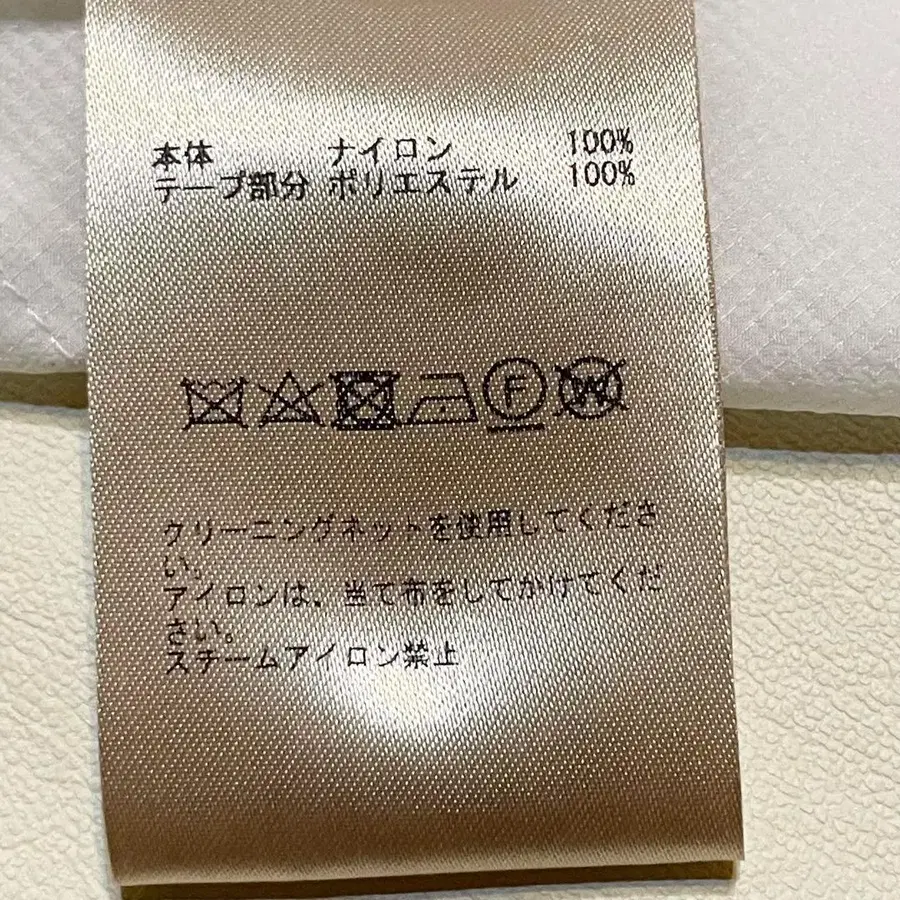 本体 ナイロン 100%
テープ部分 ポリエステル 100%
F W
クリーニングネットを使用してくださ
い。
アイロンは、当て布をしてかけてくだ
さい。
スチームアイロン禁止